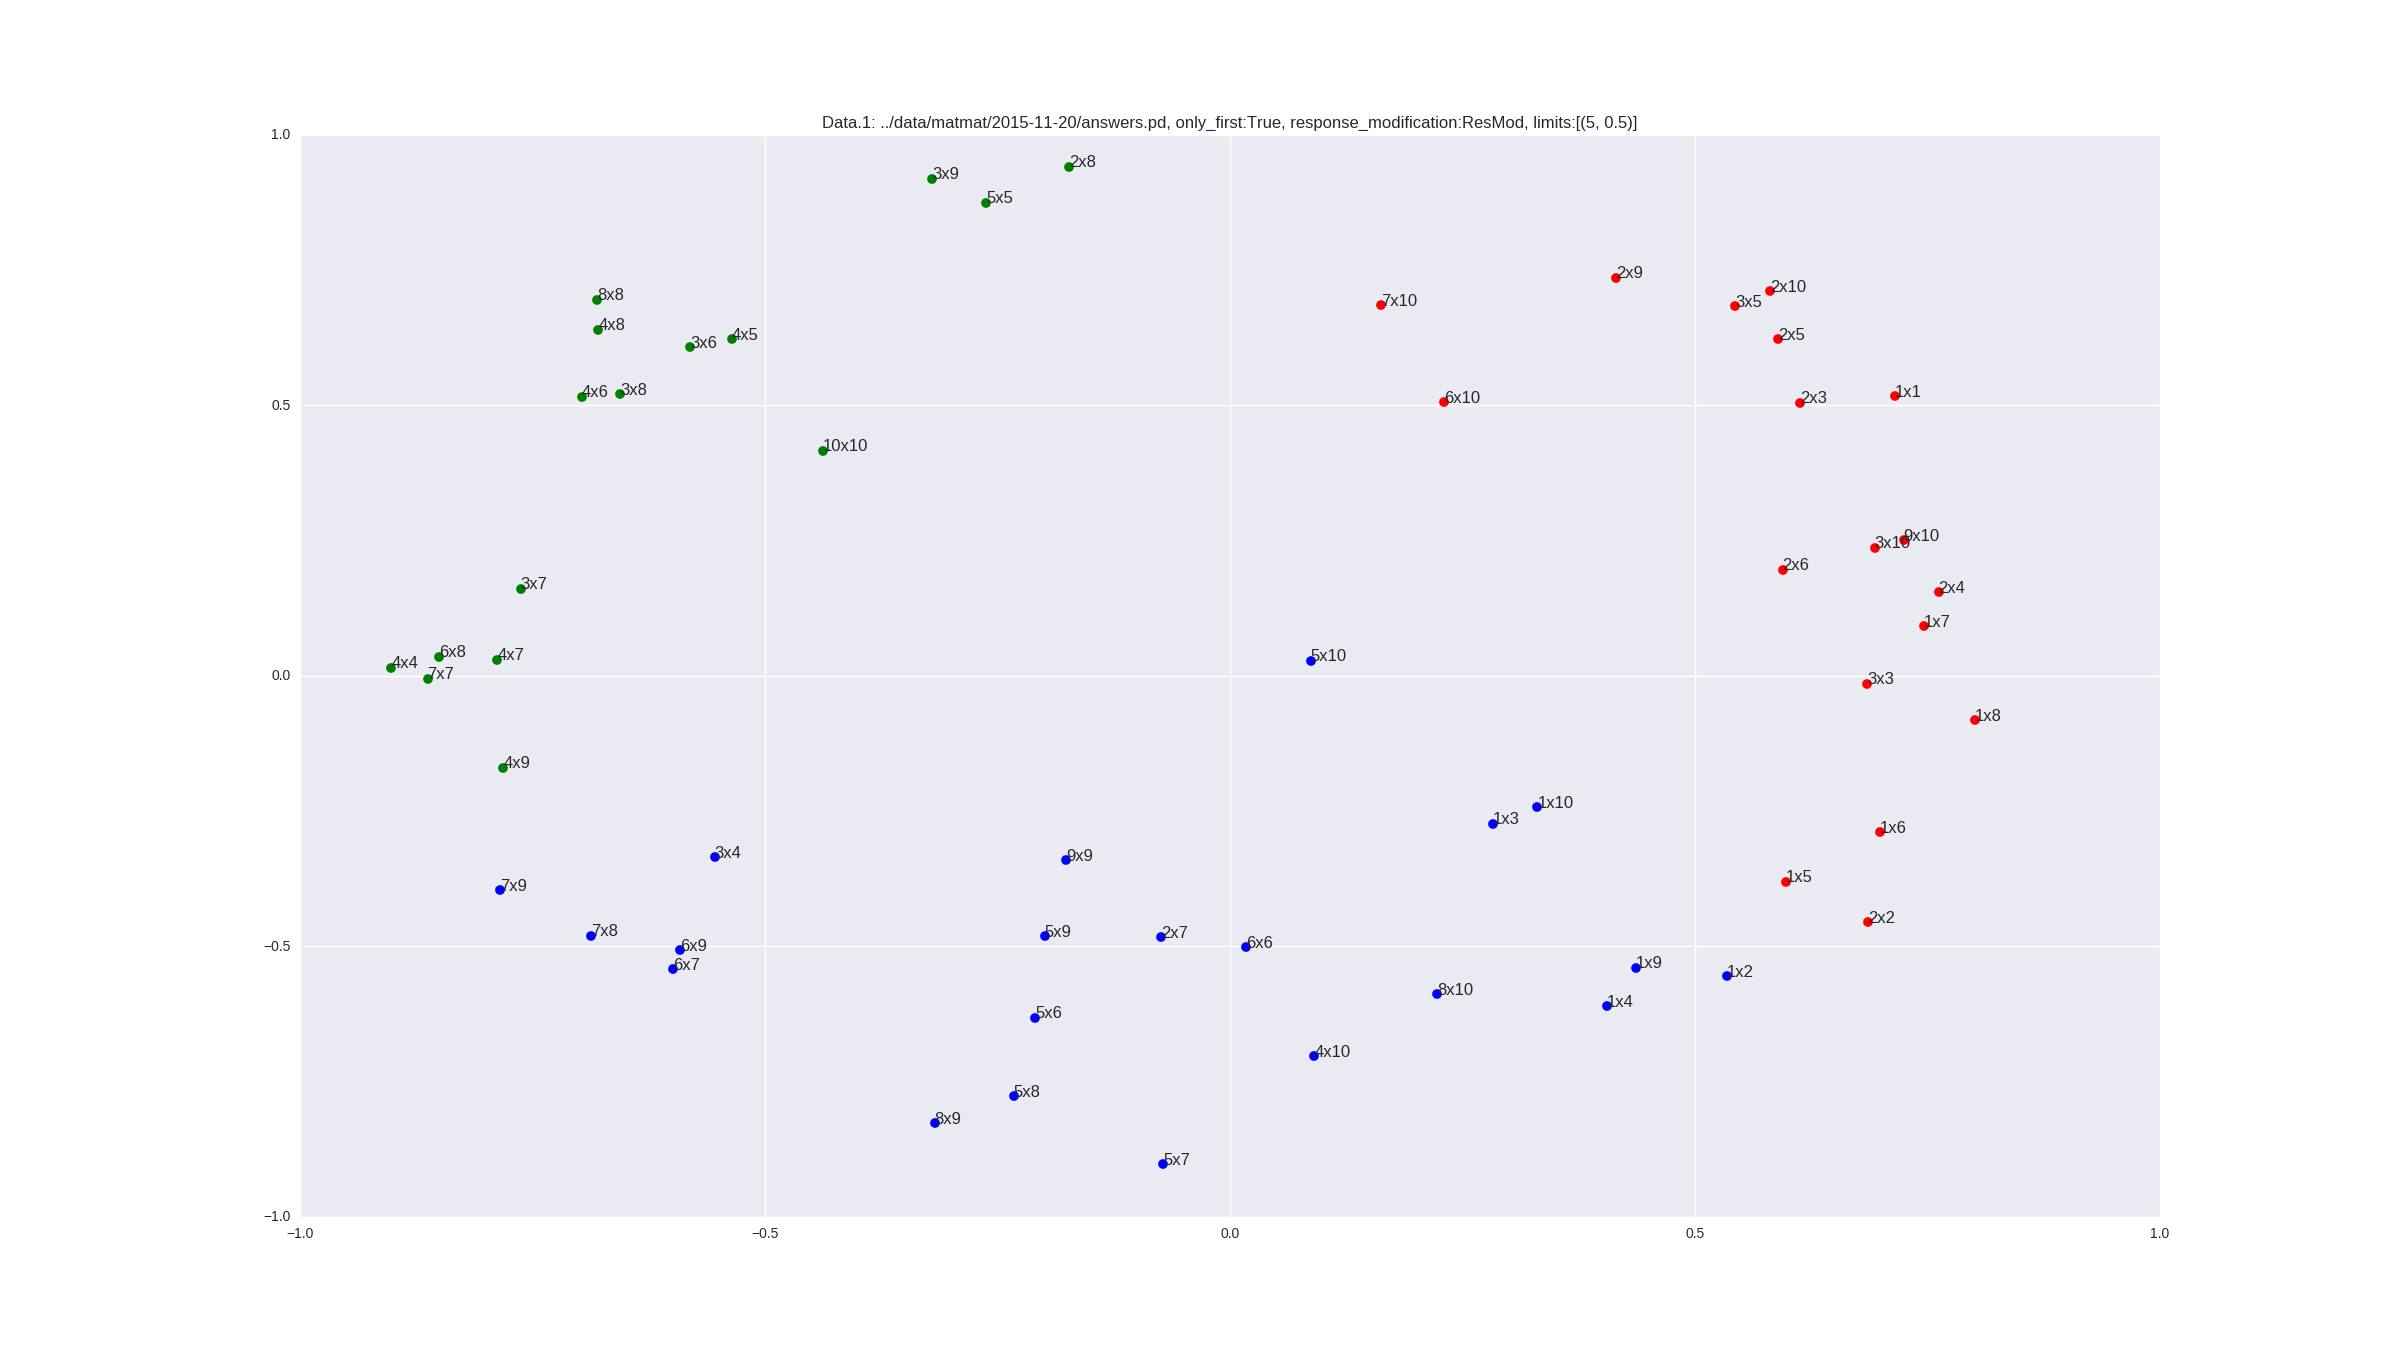 Data.1: ../data/matmat/2015-11-20/answers.pd, only_first:True, response_modification:ResMod, limits:[(5, 0.5)]
1.0
2x8
3x9
5x5
2x9
2x10
8x8
7x10
3x5
4x8
4x5
2x5
3x6
4x6
3x8
1x1
0.5
6x10
2x3
10x10
9x10
3x10
2x6
3x7
2x4
1x7
6x8
4x7
5x10
4x4
7x7
0.0
3x3
1x8
4x9
1x10
1x3
1x6
3x4
9x9
1x5
7x9
2x2
7x8
5x9
2x7
6x6
6x9
−0.5
6x7
1x9
1x2
8x10
1x4
5x6
4x10
5x8
8x9
5x7
−1.0
−1.0
−0.5
0.0
0.5
1.0